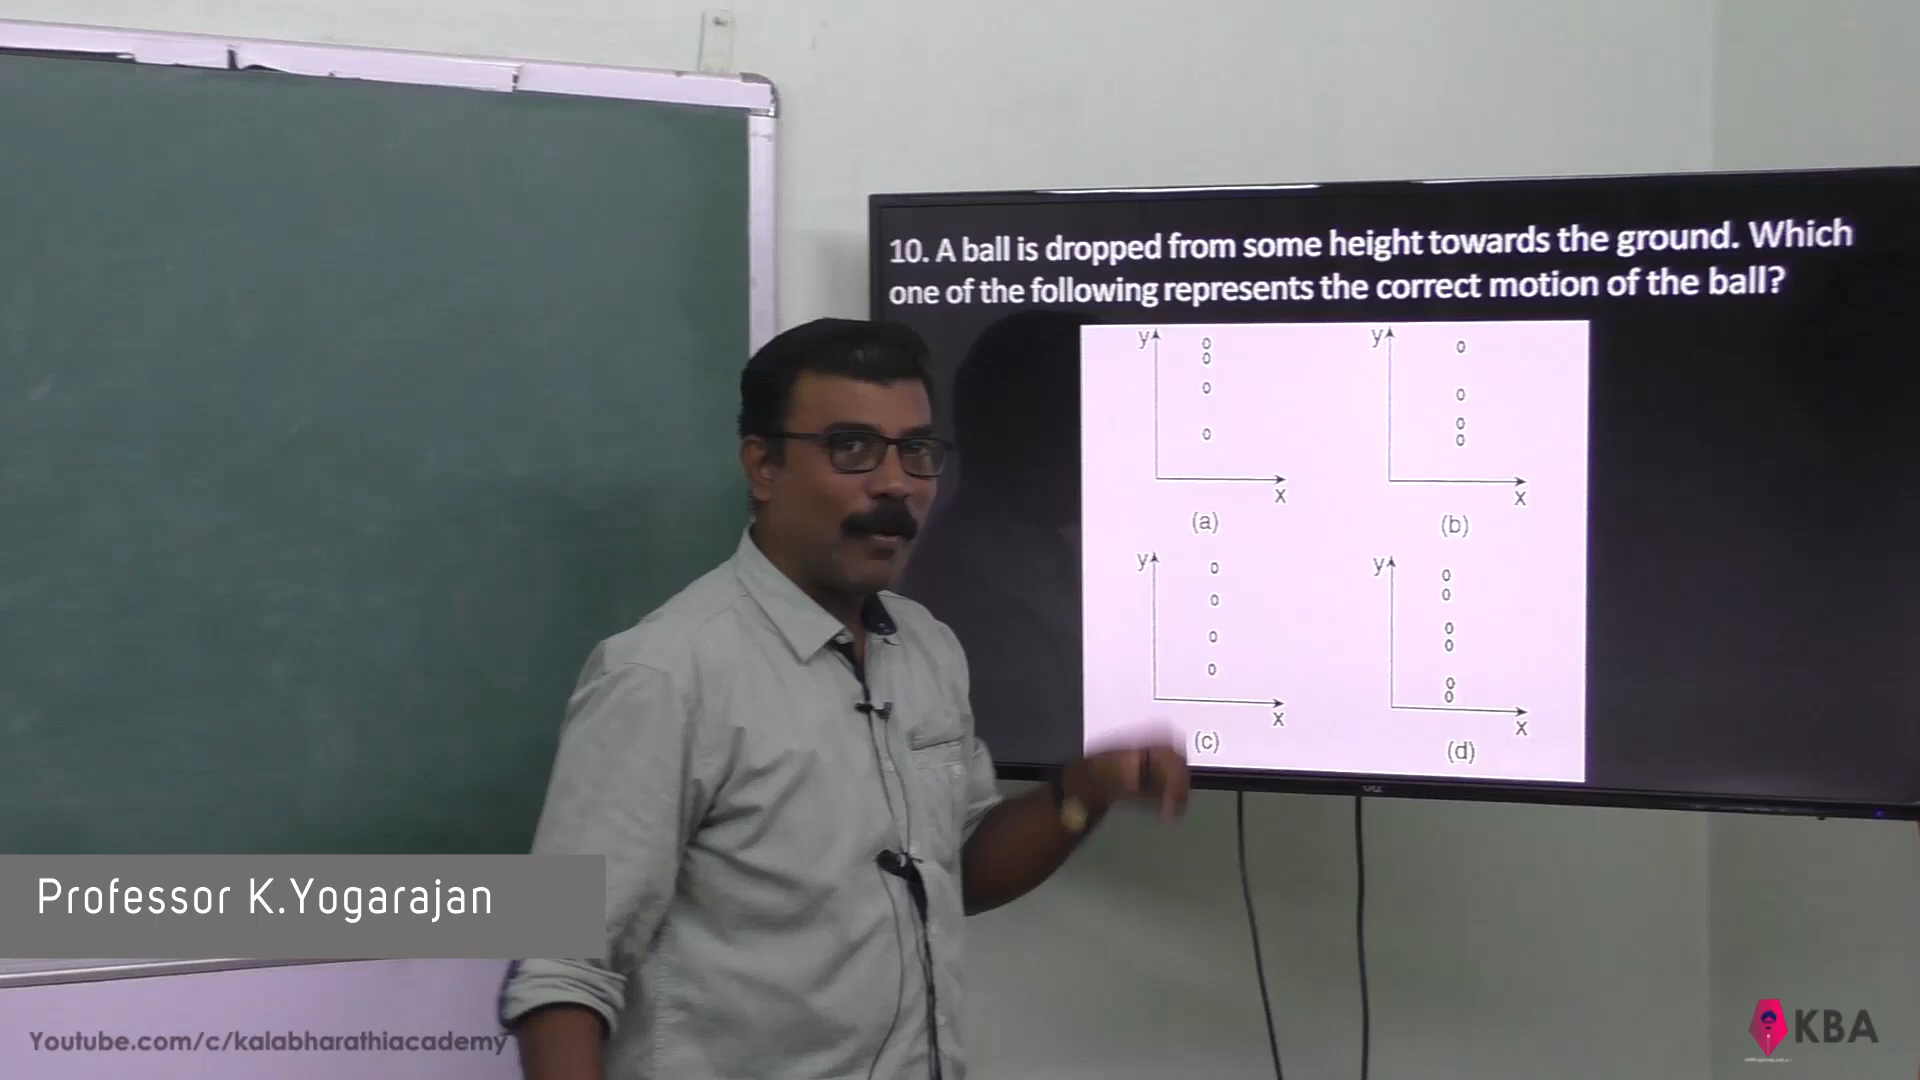 10. A ball is dropped from some height towards the ground. Which
one of the following represents the correct motion of the ball?
y
x
(a)
y
x
(b)
y
x
(c)
y
x
(d)
Professor K.Yogarajan
Youtube.com/c/kalabharathiacademy
KBA